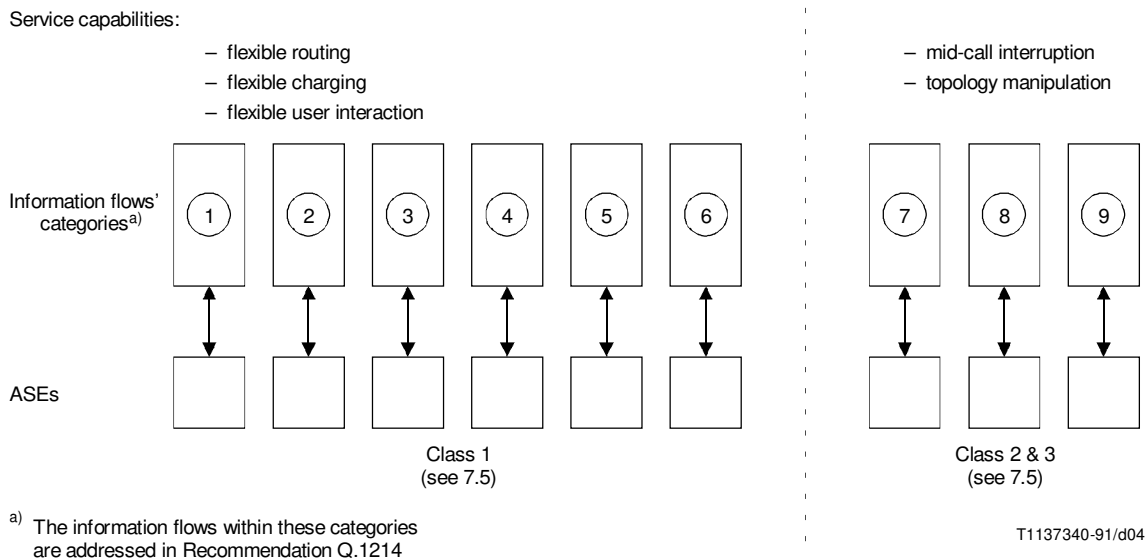 Service capabilities:
– flexible routing
– flexible charging
– flexible user interaction
– mid-call interruption
– topology manipulation
Information flows'
categories a)
1 2 3 4 5 6 7 8 9
ASEs
Class 1
(see 7.5)
Class 2 & 3
(see 7.5)
a) The information flows within these categories
are addressed in Recommendation Q.1214
T1137340-91/d04